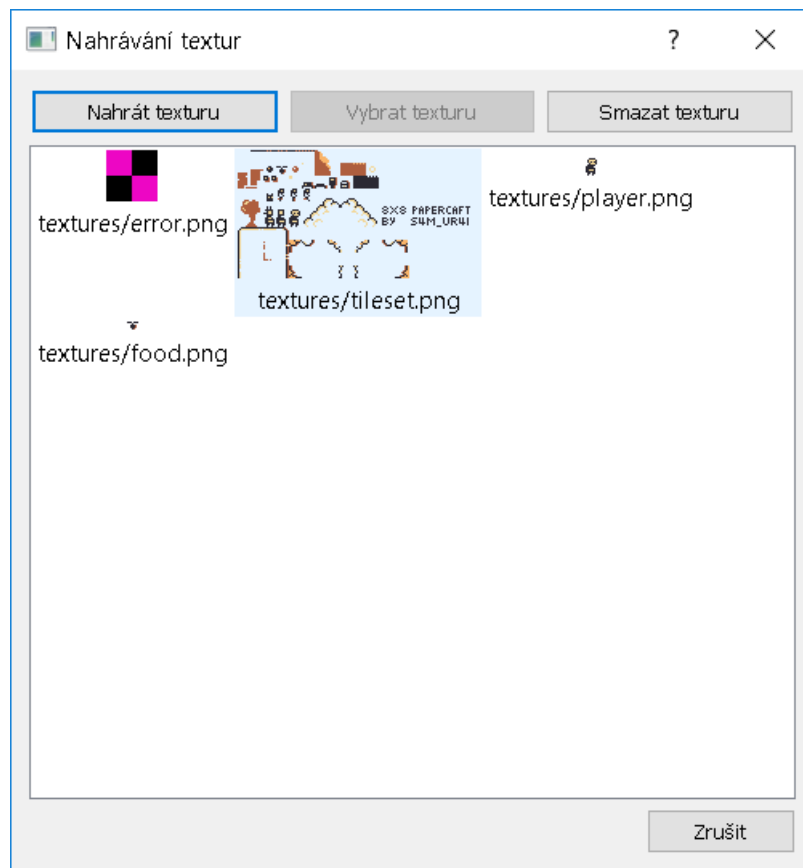 Nahrávání textur
?
Nahrát texturu
Vybrat texturu
Smazat texturu
textures/error.png
8X8 PAPERCAFT
BY S4M_UR4I
textures/tileset.png
textures/player.png
textures/food.png
Zrušit